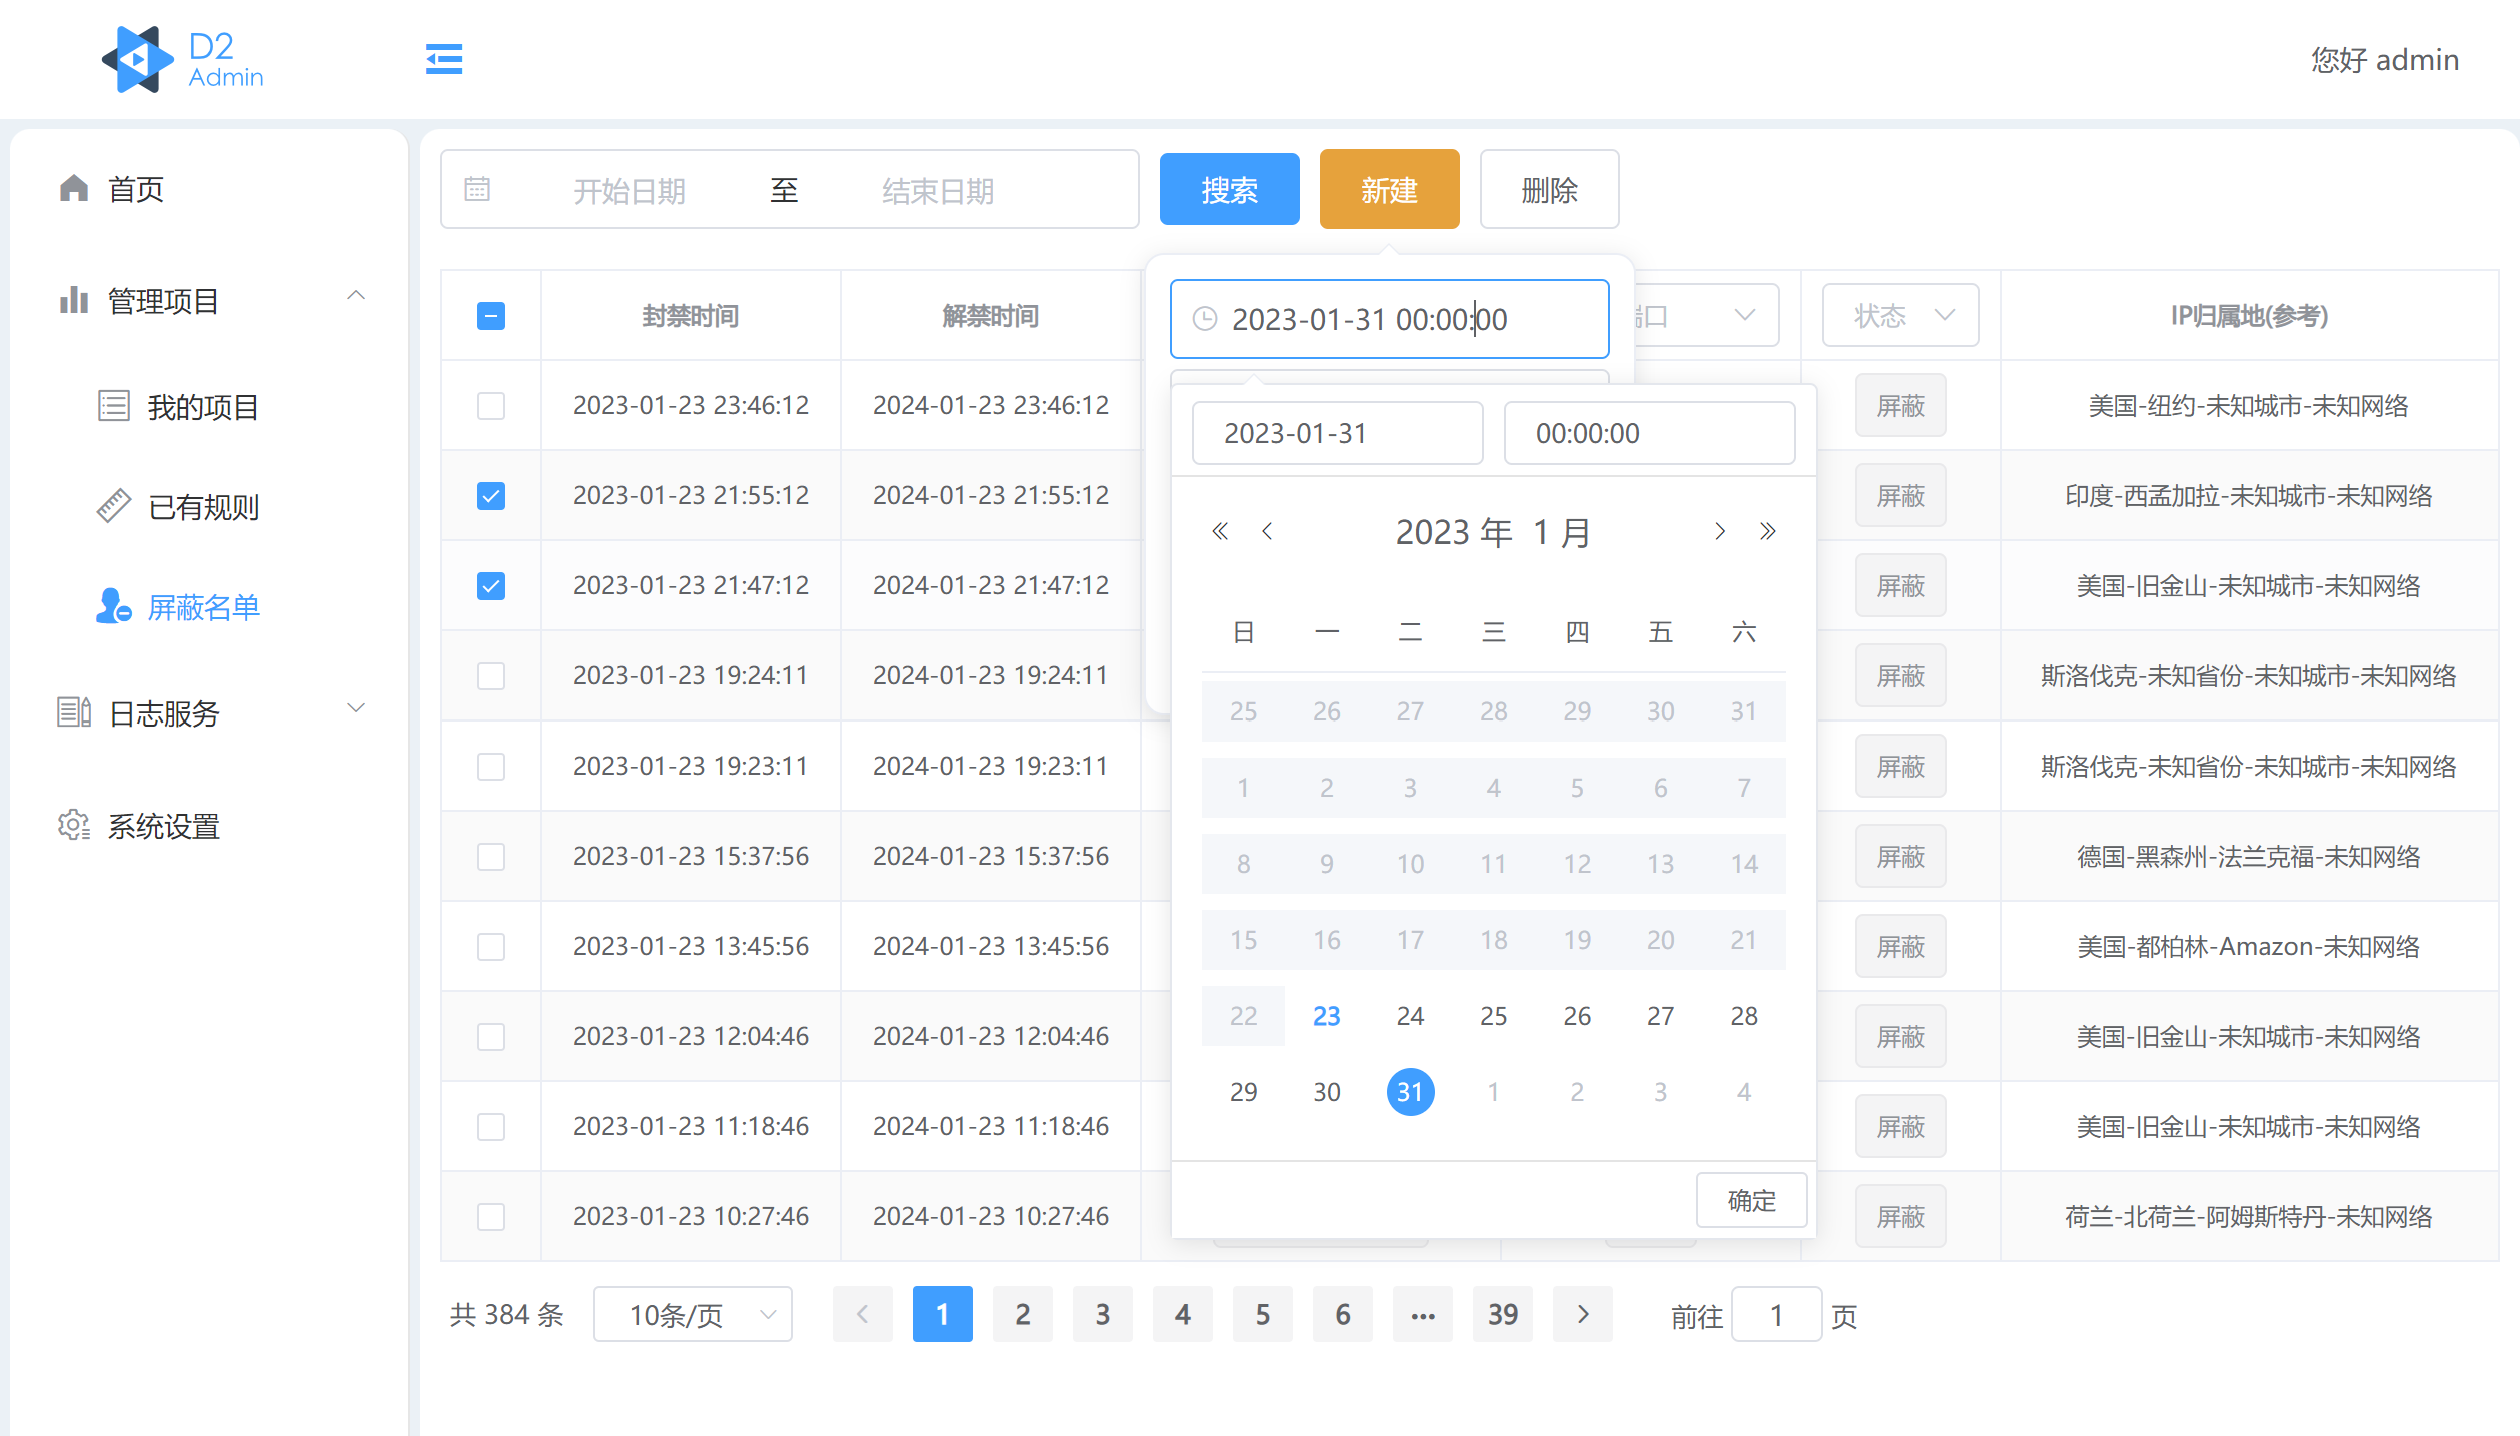 D2
Admin
您好 admin
首页
管理项目
我的项目
已有规则
屏蔽名单
日志服务
系统设置
开始日期 至 结束日期 搜索 新建 删除
封禁时间 解禁时间 口 状态 IP归属地(参考)
2023-01-31 00:00:00
2023-01-31 00:00:00
2023 年 1 月
日 一 二 三 四 五 六
25 26 27 28 29 30 31
1 2 3 4 5 6 7
8 9 10 11 12 13 14
15 16 17 18 19 20 21
22 23 24 25 26 27 28
29 30 31 1 2 3 4
确定
2023-01-23 23:46:12 2024-01-23 23:46:12 屏蔽 美国-纽约-未知城市-未知网络
2023-01-23 21:55:12 2024-01-23 21:55:12 屏蔽 印度-西孟加拉-未知城市-未知网络
2023-01-23 21:47:12 2024-01-23 21:47:12 屏蔽 美国-旧金山-未知城市-未知网络
2023-01-23 19:24:11 2024-01-23 19:24:11 屏蔽 斯洛伐克-未知省份-未知城市-未知网络
2023-01-23 19:23:11 2024-01-23 19:23:11 屏蔽 斯洛伐克-未知省份-未知城市-未知网络
2023-01-23 15:37:56 2024-01-23 15:37:56 屏蔽 德国-黑森州-法兰克福-未知网络
2023-01-23 13:45:56 2024-01-23 13:45:56 屏蔽 美国-都柏林-Amazon-未知网络
2023-01-23 12:04:46 2024-01-23 12:04:46 屏蔽 美国-旧金山-未知城市-未知网络
2023-01-23 11:18:46 2024-01-23 11:18:46 屏蔽 美国-旧金山-未知城市-未知网络
2023-01-23 10:27:46 2024-01-23 10:27:46 屏蔽 荷兰-北荷兰-阿姆斯特丹-未知网络
共 384 条 10条/页 1 2 3 4 5 6 ··· 39 前往 1 页